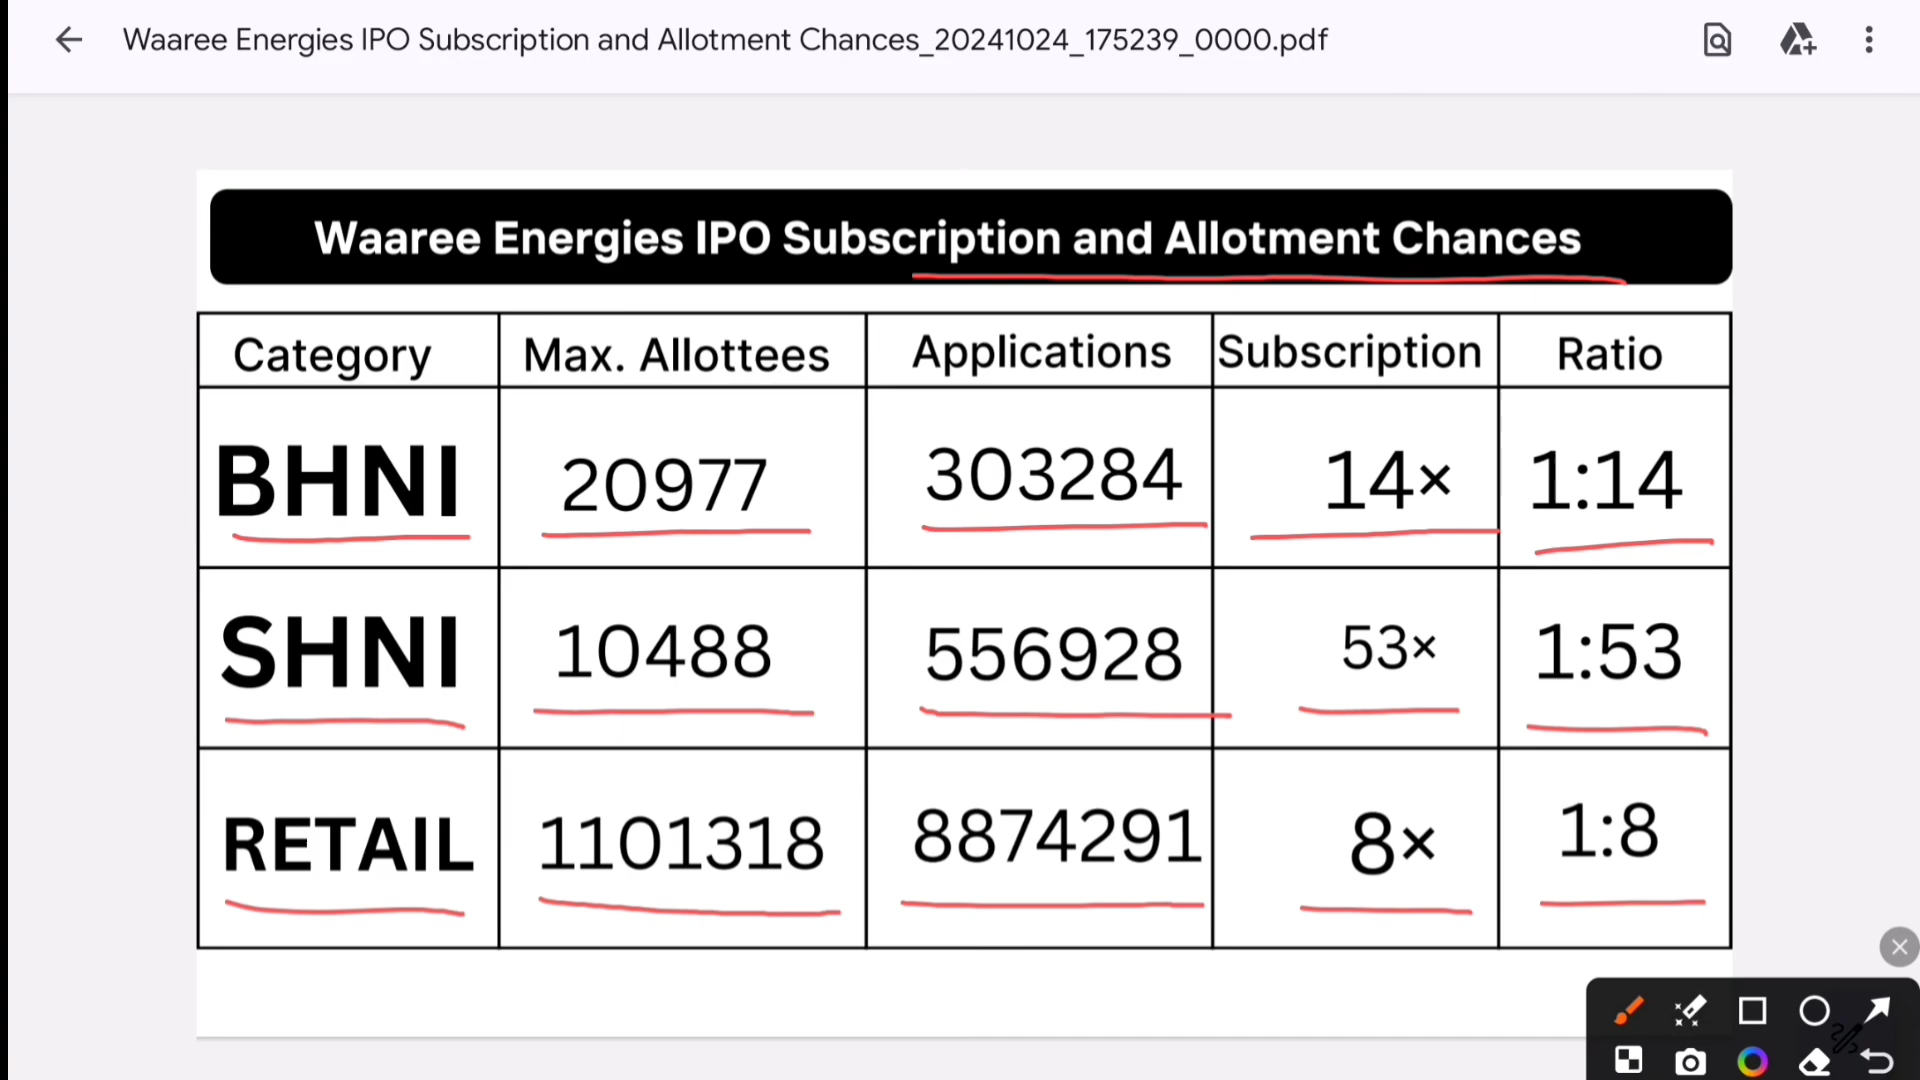 Waaree Energies IPO Subscription and Allotment Chances_20241024_175239_0000.pdf
Waaree Energies IPO Subscription and Allotment Chances
Category Max. Allottees Applications Subscription Ratio
BHNI 20977 303284 14× 1:14
SHNI 10488 556928 53× 1:53
RETAIL 1101318 8874291 8× 1:8